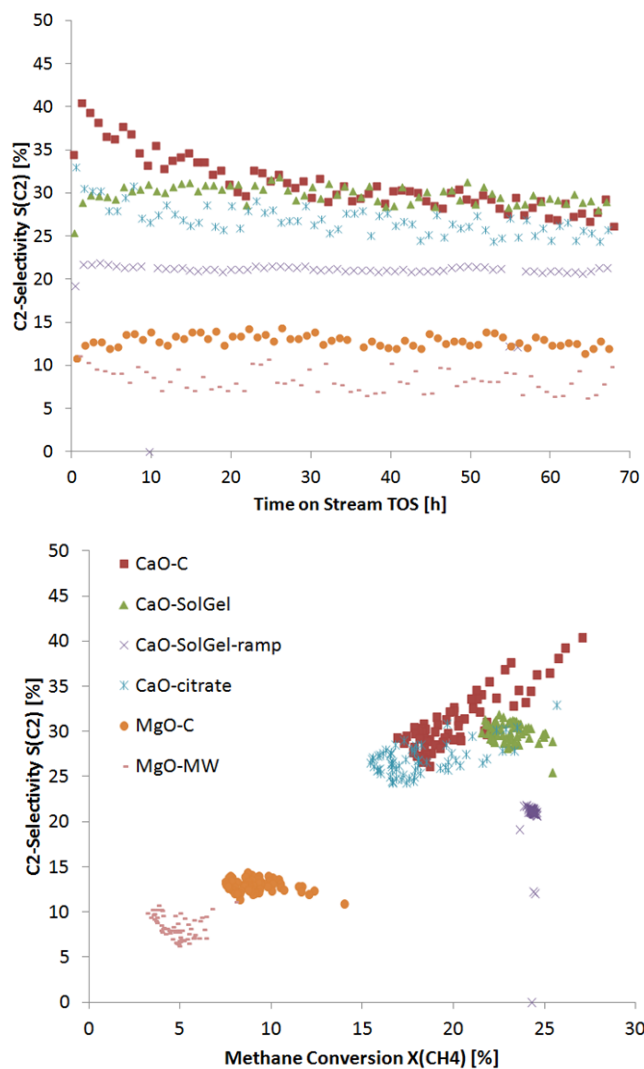 C2-Selectivity S(C2) [%]
50
45
40
35
30
25
20
15
10
5
0
0 10 20 30 40 50 60 70
Time on Stream TOS [h]
C2-Selectivity S(C2) [%]
50
45
40
35
30
25
20
15
10
5
0
CaO-C
CaO-SolGel
CaO-SolGel-ramp
CaO-citrate
MgO-C
MgO-MW
0 5 10 15 20 25 30
Methane Conversion X(CH4) [%]